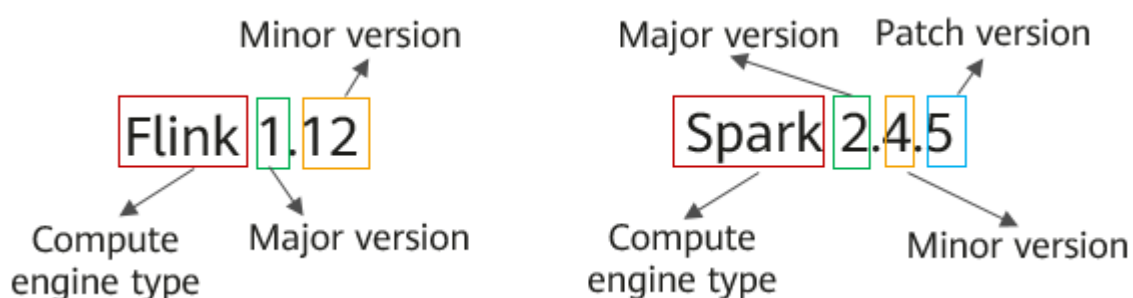 Minor version
Flink 1.12
Compute
engine type
Major version
Major version
Patch version
Spark 2.4.5
Compute
engine type
Minor version